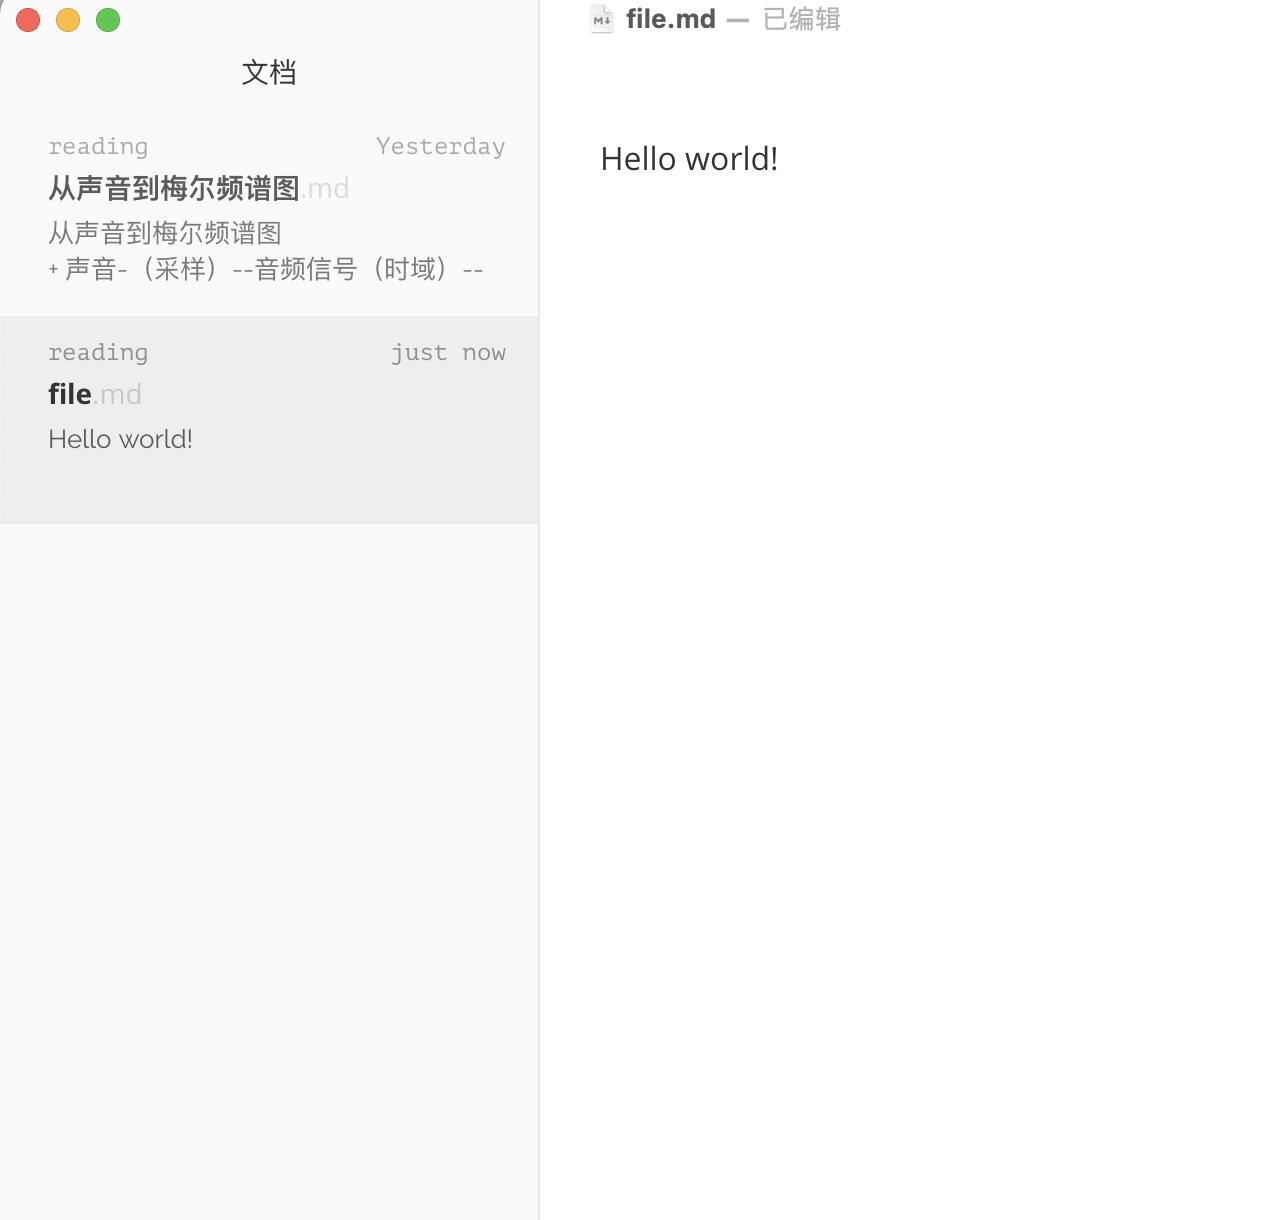 文档
reading Yesterday
从声音到梅尔频谱图.md
从声音到梅尔频谱图
+ 声音-（采样）--音频信号（时域）--
reading just now
file.md
Hello world!
file.md — 已编辑
Hello world!